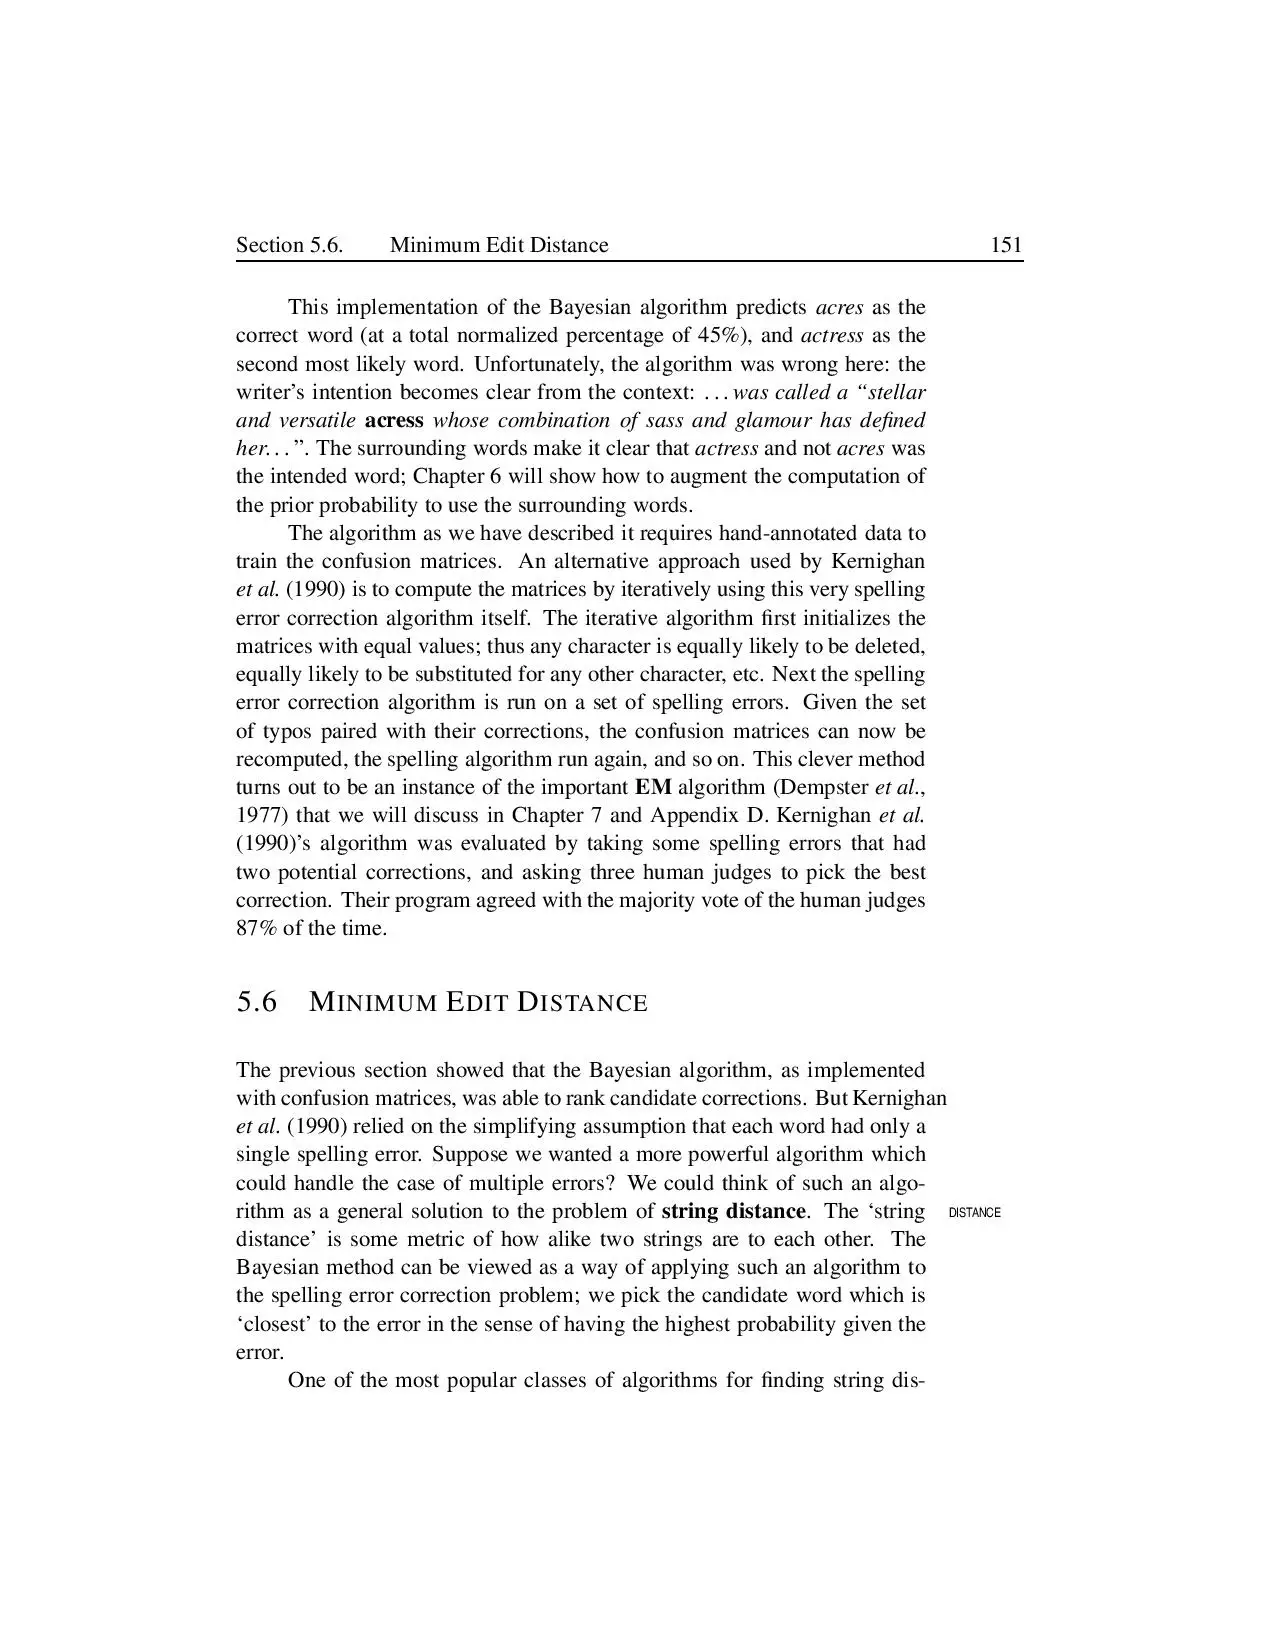 Section 5.6. Minimum Edit Distance 151
This implementation of the Bayesian algorithm predicts acres as the
correct word (at a total normalized percentage of 45%), and actress as the
second most likely word. Unfortunately, the algorithm was wrong here: the
writer’s intention becomes clear from the context: . . . was called a “stellar
and versatile acress whose combination of sass and glamour has defined
her. . . ”. The surrounding words make it clear that actress and not acres was
the intended word; Chapter 6 will show how to augment the computation of
the prior probability to use the surrounding words.
The algorithm as we have described it requires hand-annotated data to
train the confusion matrices. An alternative approach used by Kernighan
et al. (1990) is to compute the matrices by iteratively using this very spelling
error correction algorithm itself. The iterative algorithm first initializes the
matrices with equal values; thus any character is equally likely to be deleted,
equally likely to be substituted for any other character, etc. Next the spelling
error correction algorithm is run on a set of spelling errors. Given the set
of typos paired with their corrections, the confusion matrices can now be
recomputed, the spelling algorithm run again, and so on. This clever method
turns out to be an instance of the important EM algorithm (Dempster et al.,
1977) that we will discuss in Chapter 7 and Appendix D. Kernighan et al.
(1990)’s algorithm was evaluated by taking some spelling errors that had
two potential corrections, and asking three human judges to pick the best
correction. Their program agreed with the majority vote of the human judges
87% of the time.
5.6 MINIMUM EDIT DISTANCE
The previous section showed that the Bayesian algorithm, as implemented
with confusion matrices, was able to rank candidate corrections. But Kernighan
et al. (1990) relied on the simplifying assumption that each word had only a
single spelling error. Suppose we wanted a more powerful algorithm which
could handle the case of multiple errors? We could think of such an algo-
rithm as a general solution to the problem of string distance. The ‘string DISTANCE
distance’ is some metric of how alike two strings are to each other. The
Bayesian method can be viewed as a way of applying such an algorithm to
the spelling error correction problem; we pick the candidate word which is
‘closest’ to the error in the sense of having the highest probability given the
error.
One of the most popular classes of algorithms for finding string dis-